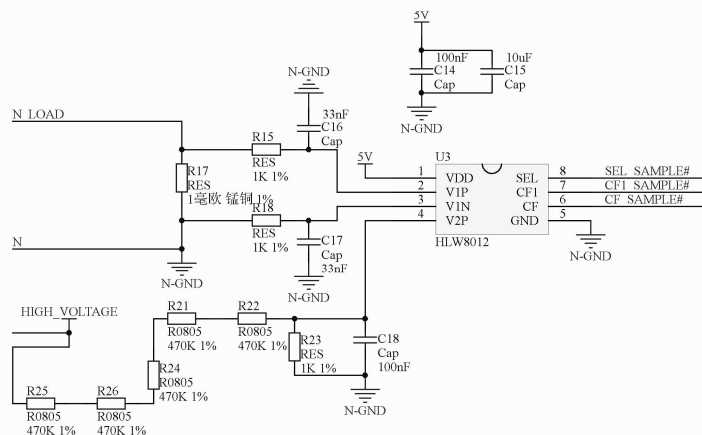 5V
100nF
C14
Cap
10uF
C15
Cap
N-GND
N-GND
33nF
C16
Cap
N LOAD
R15
RES
1K 1%
R17
RES
1毫欧 锰铜 1%
R18
RES
1K 1%
C17
Cap
33nF
N-GND
N
N-GND
5V
U3
1 VDD SEL 8 SEL_SAMPLE#
2 V1P CF1 7 CF1_SAMPLE#
3 V1N CF 6 CF_SAMPLE#
4 V2P GND 5
HLW8012
N-GND
HIGH_VOLTAGE
R21
R0805
470K 1%
R22
R0805
470K 1%
R23
RES
1K 1%
C18
Cap
100nF
N-GND
R24
R0805
470K 1%
R25
R0805
470K 1%
R26
R0805
470K 1%